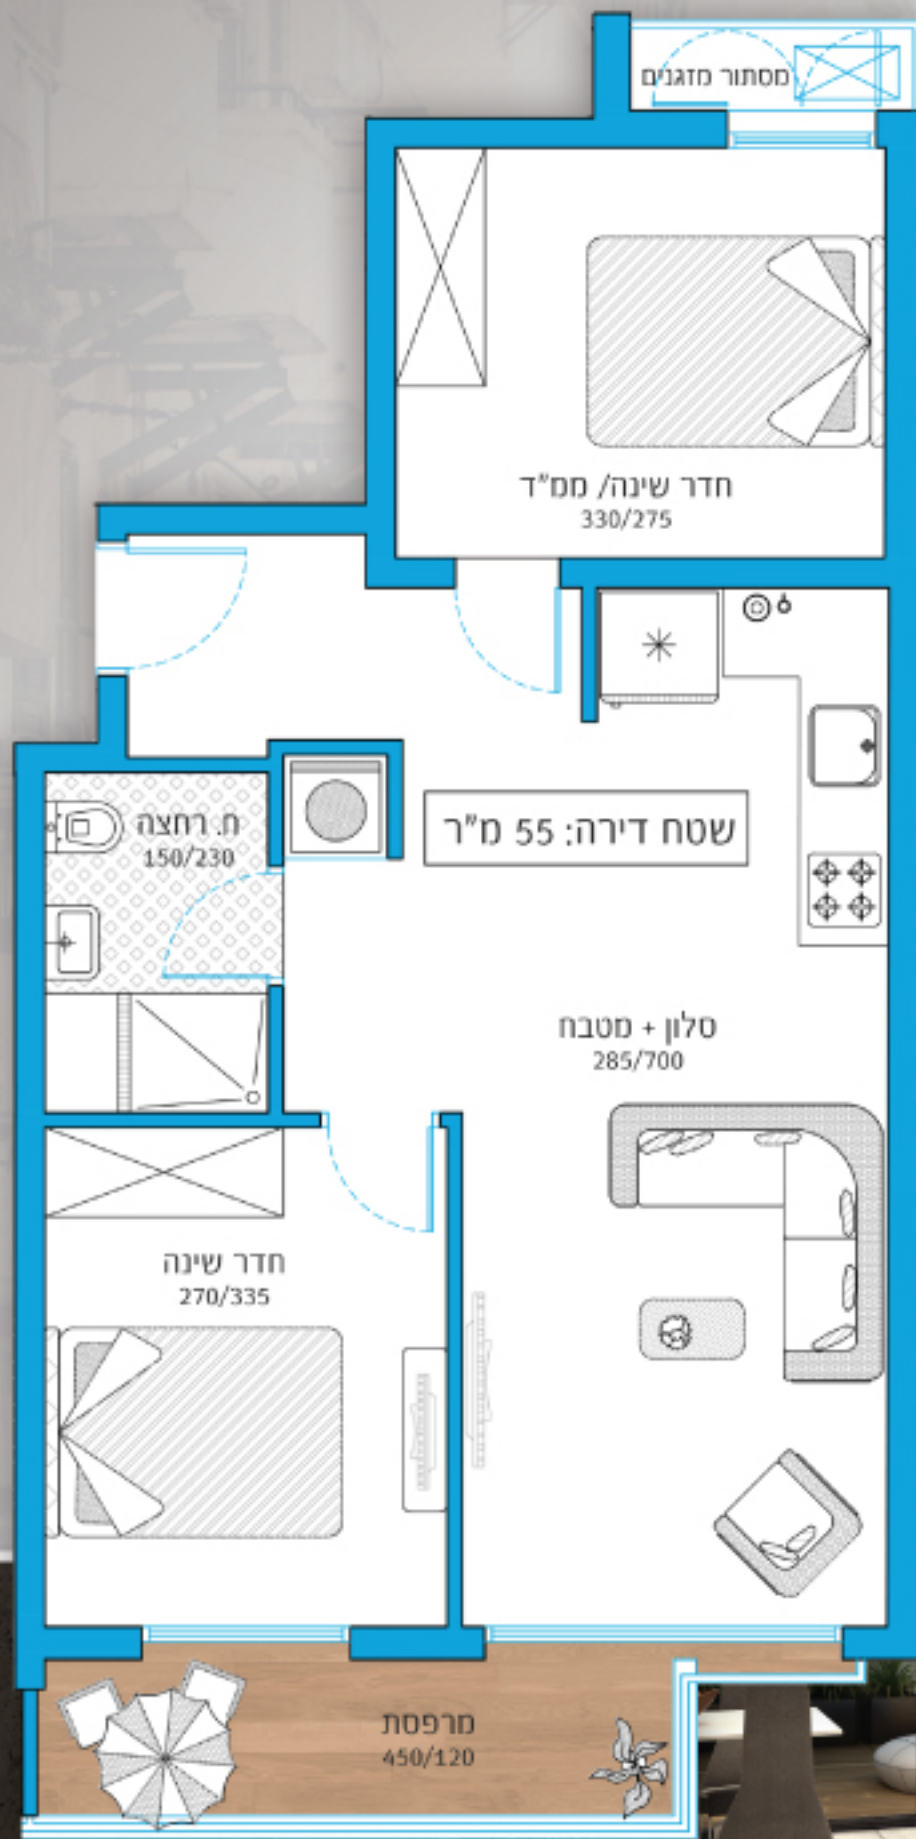 מסתור מזגנים
חדר שינה/ ממ"ד
330/275
ח. רחצה
150/230
שטח דירה: 55 מ"ר
סלון + מטבח
285/700
חדר שינה
270/335
מרפסת
450/120